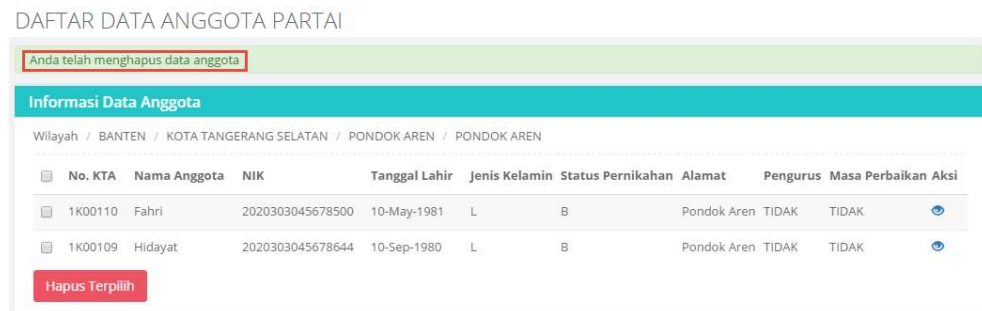 DAFTAR DATA ANGGOTA PARTAI
Anda telah menghapus data anggota
Informasi Data Anggota
Wilayah / BANTEN / KOTA TANGERANG SELATAN / PONDOK AREN / PONDOK AREN
No. KTA Nama Anggota NIK Tanggal Lahir Jenis Kelamin Status Pernikahan Alamat Pengurus Masa Perbaikan Aksi
1K00110 Fahri 2020303045678500 10-May-1981 L B Pondok Aren TIDAK TIDAK
1K00109 Hidayat 2020303045678644 10-Sep-1980 L B Pondok Aren TIDAK TIDAK
Hapus Terpilih